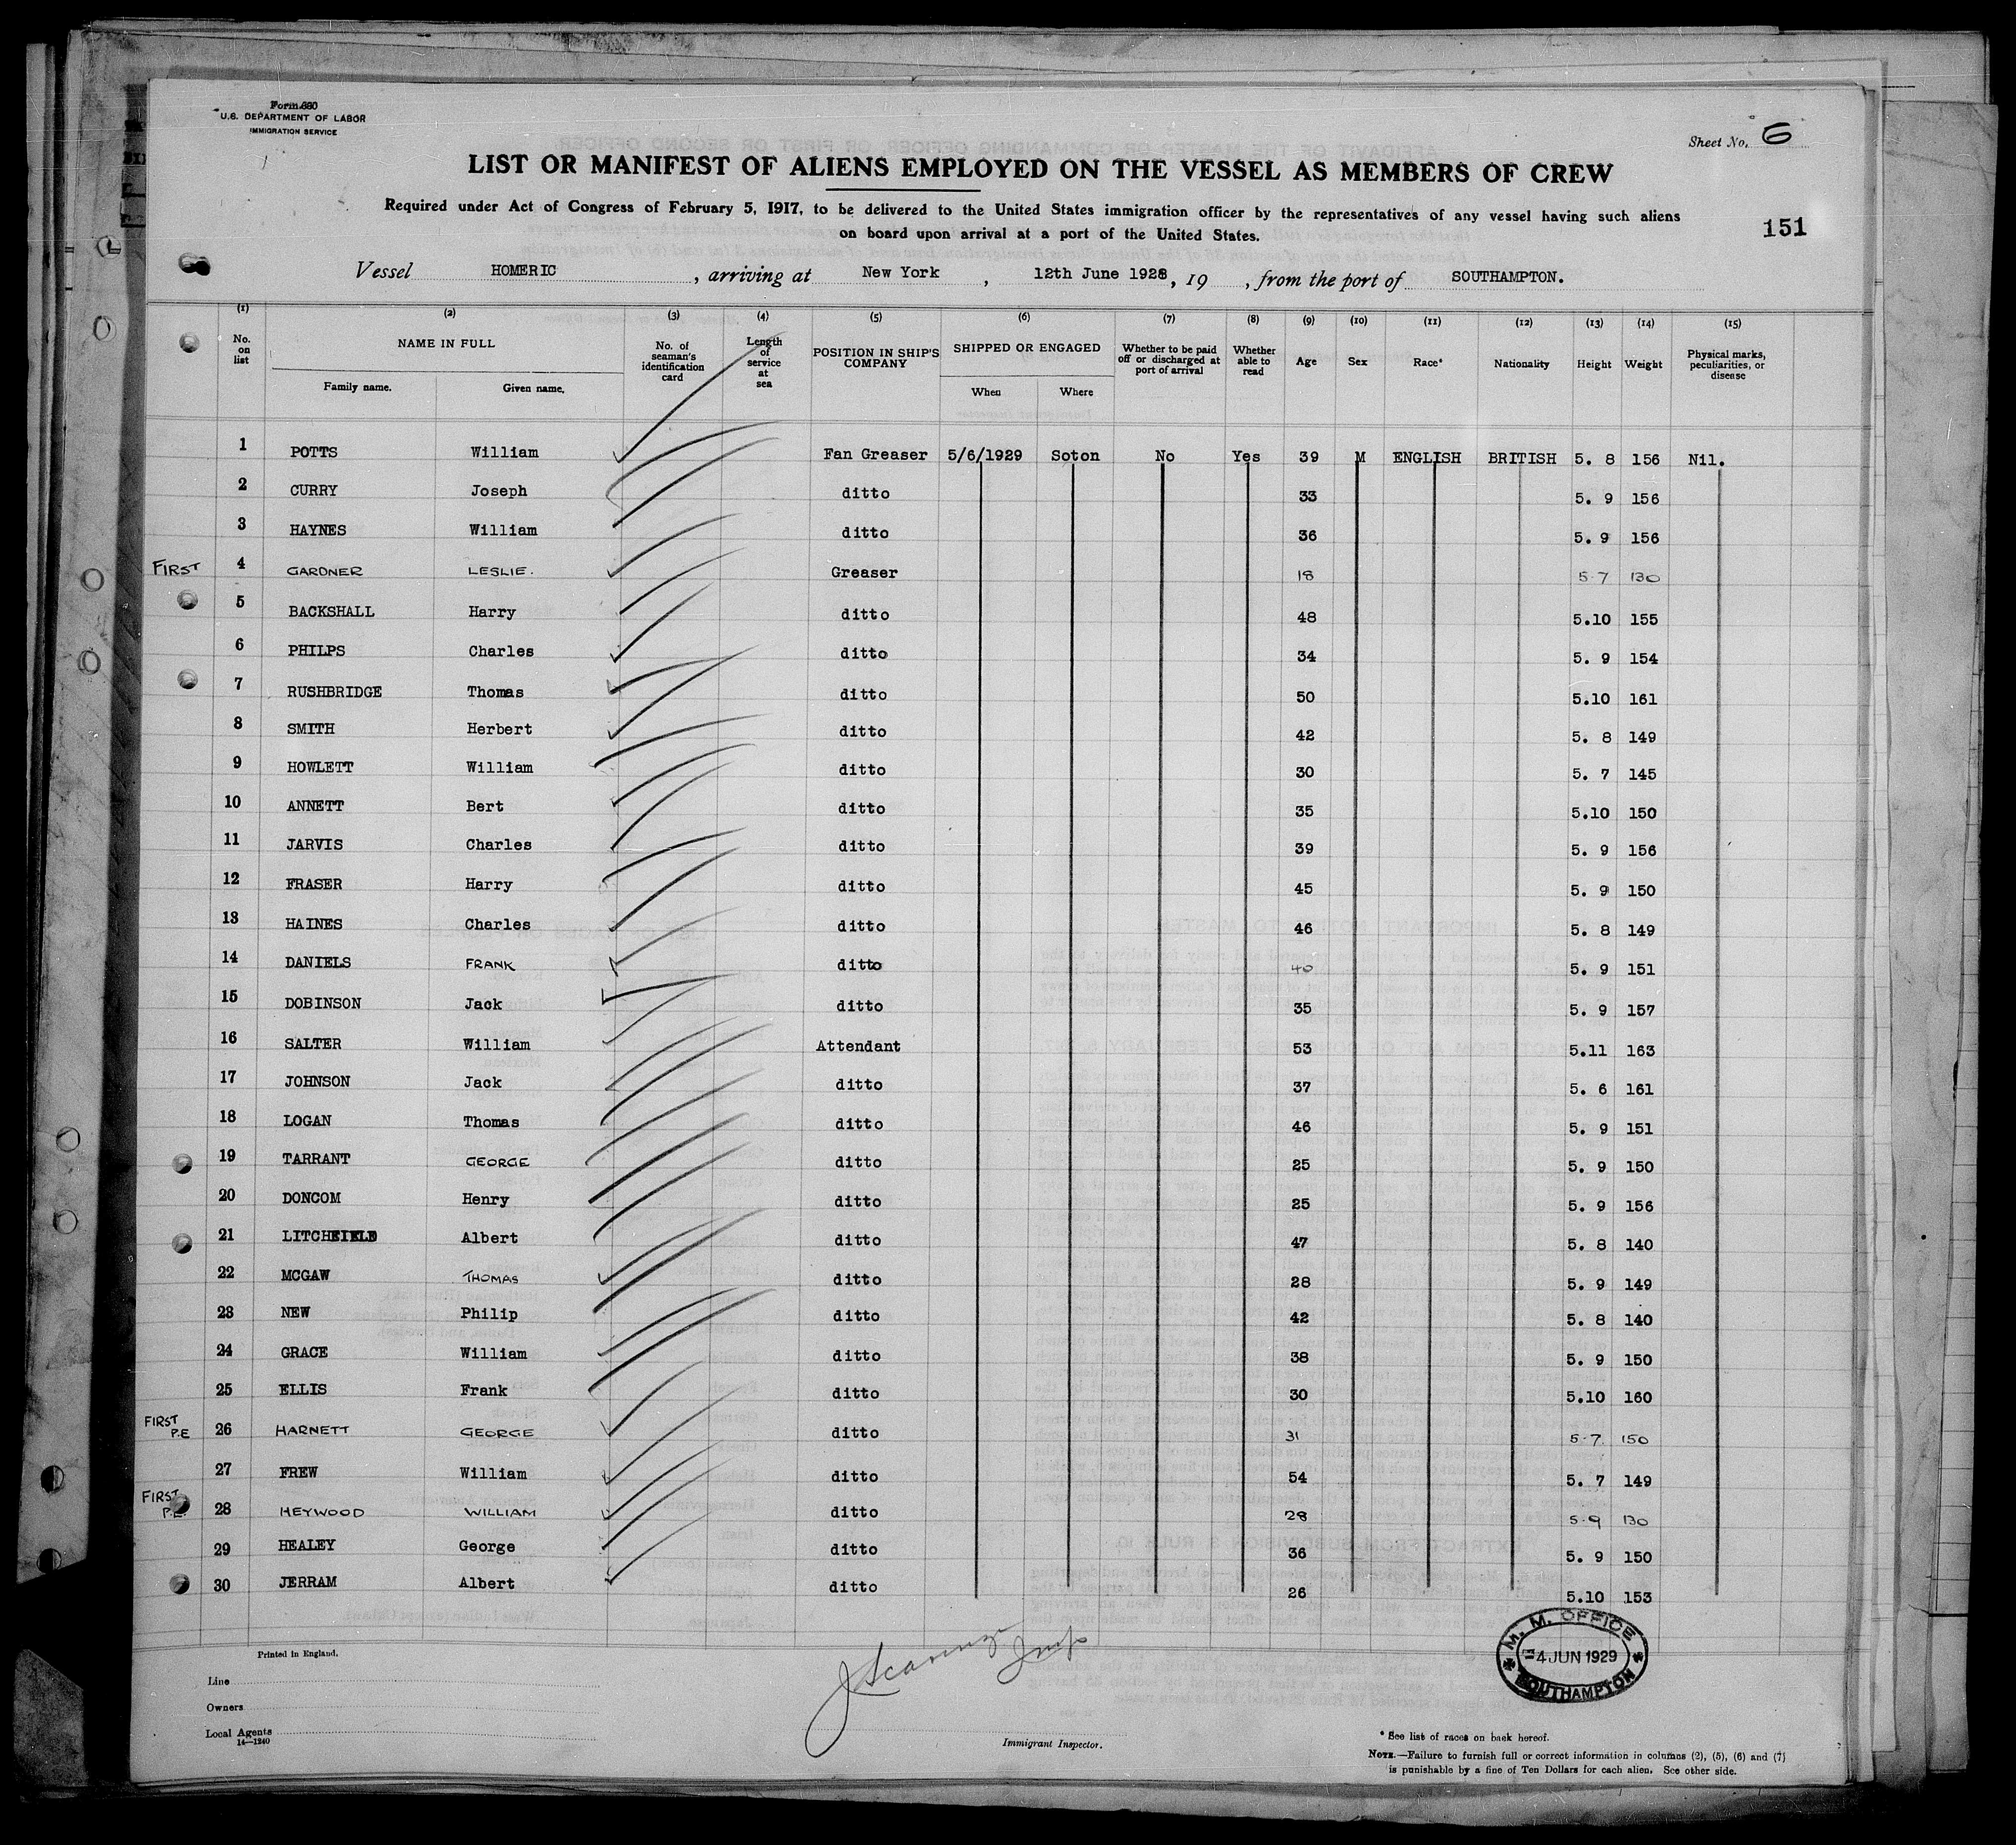 Form 680
U.S. DEPARTMENT OF LABOR
IMMIGRATION SERVICE
Sheet No. 6
LIST OR MANIFEST OF ALIENS EMPLOYED ON THE VESSEL AS MEMBERS OF CREW
Required under Act of Congress of February 5, 1917, to be delivered to the United States immigration officer by the representatives of any vessel having such aliens
on board upon arrival at a port of the United States.
151
Vessel HOMERIC, arriving at New York, 12th June 1928, 19 , from the port of SOUTHAMPTON.
(1) (2) (3) (4) (5) (6) (7) (8) (9) (10) (11) (12) (13) (14) (15)
No. on list NAME IN FULL Family name. Given name. No. of seaman's identification card Length of service at sea POSITION IN SHIP'S COMPANY SHIPPED OR ENGAGED When Where Whether to be paid off or discharged at port of arrival Whether able to read Age Sex Race* Nationality Height Weight Physical marks, peculiarities, or disease
1 POTTS William Fan Greaser 5/6/1929 Soton No Yes 39 M ENGLISH BRITISH 5. 8 156 Nil.
2 CURRY Joseph ditto 33 5. 9 156
3 HAYNES William ditto 36 5. 9 156
FIRST 4 GARDNER LESLIE. Greaser 18 5 7 130
5 BACKSHALL Harry ditto 48 5.10 155
6 PHILPS Charles ditto 34 5. 9 154
7 RUSHBRIDGE Thomas ditto 50 5.10 161
8 SMITH Herbert ditto 42 5. 8 149
9 HOWLETT William ditto 30 5. 7 145
10 ANNETT Bert ditto 35 5.10 150
11 JARVIS Charles ditto 39 5. 9 156
12 FRASER Harry ditto 45 5. 9 150
13 HAINES Charles ditto 46 5. 8 149
14 DANIELS FRANK ditto 40 5. 9 151
15 DOBINSON Jack ditto 35 5. 9 157
16 SALTER William Attendant 53 5.11 163
17 JOHNSON Jack ditto 37 5. 6 161
18 LOGAN Thomas ditto 46 5. 9 151
19 TARRANT GEORGE ditto 25 5. 9 150
20 DONCOM Henry ditto 25 5. 9 156
21 LITCHFIELD Albert ditto 47 5. 8 140
22 MCGAW THOMAS ditto 28 5. 9 149
23 NEW Philip ditto 42 5. 8 140
24 GRACE William ditto 38 5. 9 150
25 ELLIS Frank ditto 30 5.10 160
FIRST P.E 26 HARNETT GEORGE ditto 31 5 7. 150
27 FREW William ditto 54 5. 7 149
FIRST P.E. 28 HEYWOOD WILLIAM ditto 28 5 9 130
29 HEALEY George ditto 36 5. 9 150
30 JERRAM Albert ditto 26 5.10 153
M. M. OFFICE
4 JUN 1929
SOUTHAMPTON
Printed in England.
Line
Owners
Local Agents
14—1240
Immigrant Inspector.
* See list of races on back hereof.
NOTE.—Failure to furnish full or correct information in columns (2), (5), (6) and (7)
is punishable by a fine of Ten Dollars for each alien. See other side.